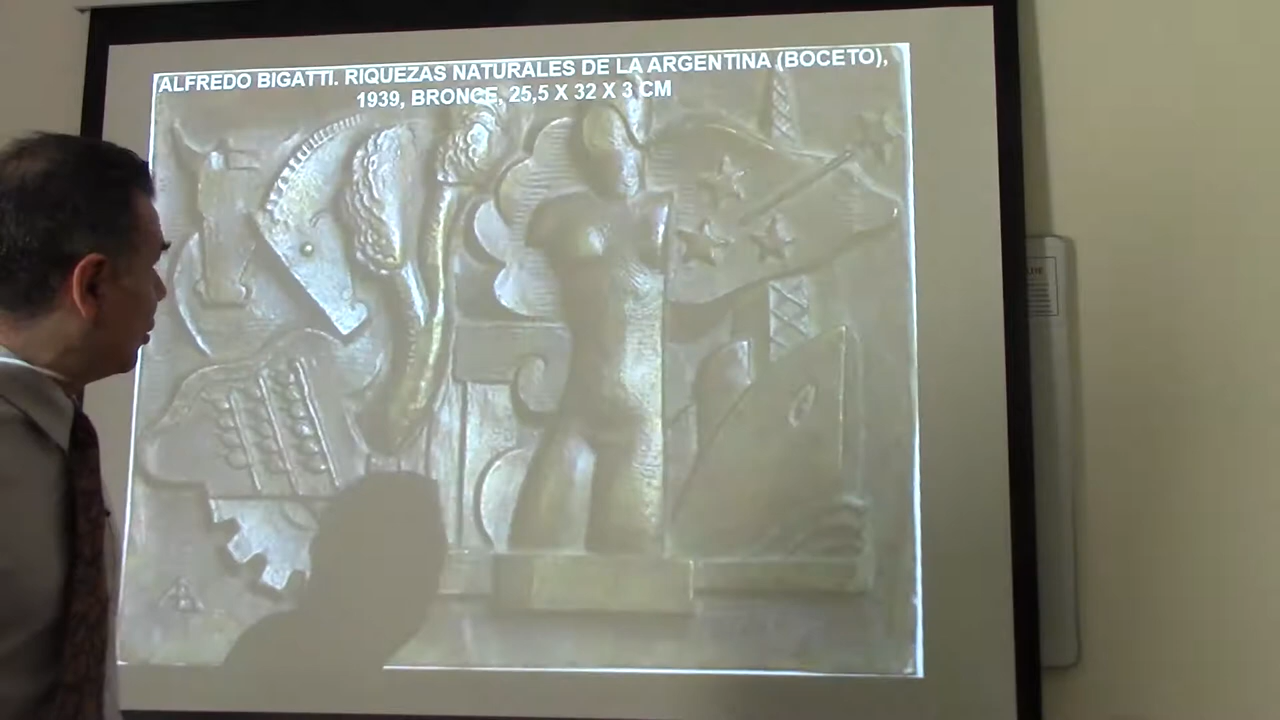 ALFREDO BIGATTI. RIQUEZAS NATURALES DE LA ARGENTINA (BOCETO),
1939, BRONCE, 25,5 X 32 X 3 CM